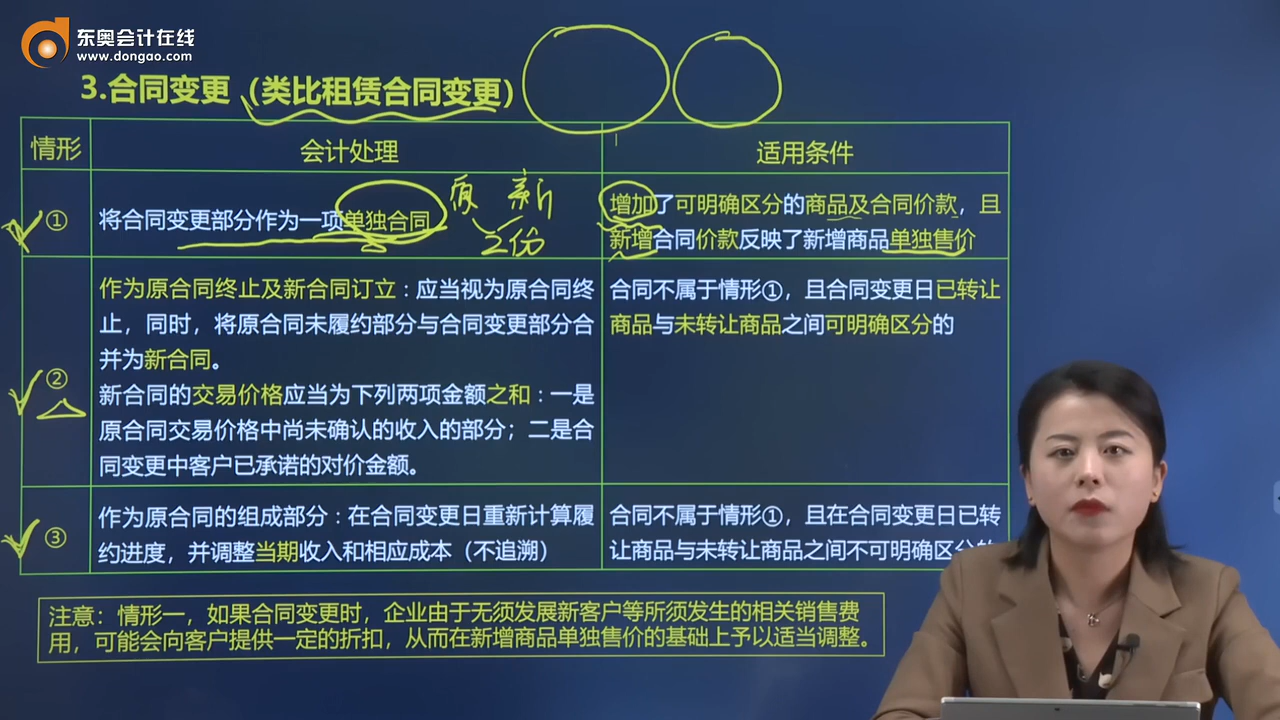 东奥会计在线
www.dongao.com
3.合同变更（类比租赁合同变更）
情形
会计处理
适用条件
①
将合同变更部分作为一项单独合同
原 新
2份
增加了可明确区分的商品及合同价款，且
新增合同价款反映了新增商品单独售价
②
作为原合同终止及新合同订立：应当视为原合同终
止，同时，将原合同未履约部分与合同变更部分合
并为新合同。
新合同的交易价格应当为下列两项金额之和：一是
原合同交易价格中尚未确认的收入的部分；二是合
同变更中客户已承诺的对价金额。
合同不属于情形①，且合同变更日已转让
商品与未转让商品之间可明确区分的
③
作为原合同的组成部分：在合同变更日重新计算履
约进度，并调整当期收入和相应成本（不追溯）
合同不属于情形①，且在合同变更日已转
让商品与未转让商品之间不可明确区分的
注意：情形一，如果合同变更时，企业由于无须发展新客户等所须发生的相关销售费
用，可能会向客户提供一定的折扣，从而在新增商品单独售价的基础上予以适当调整。